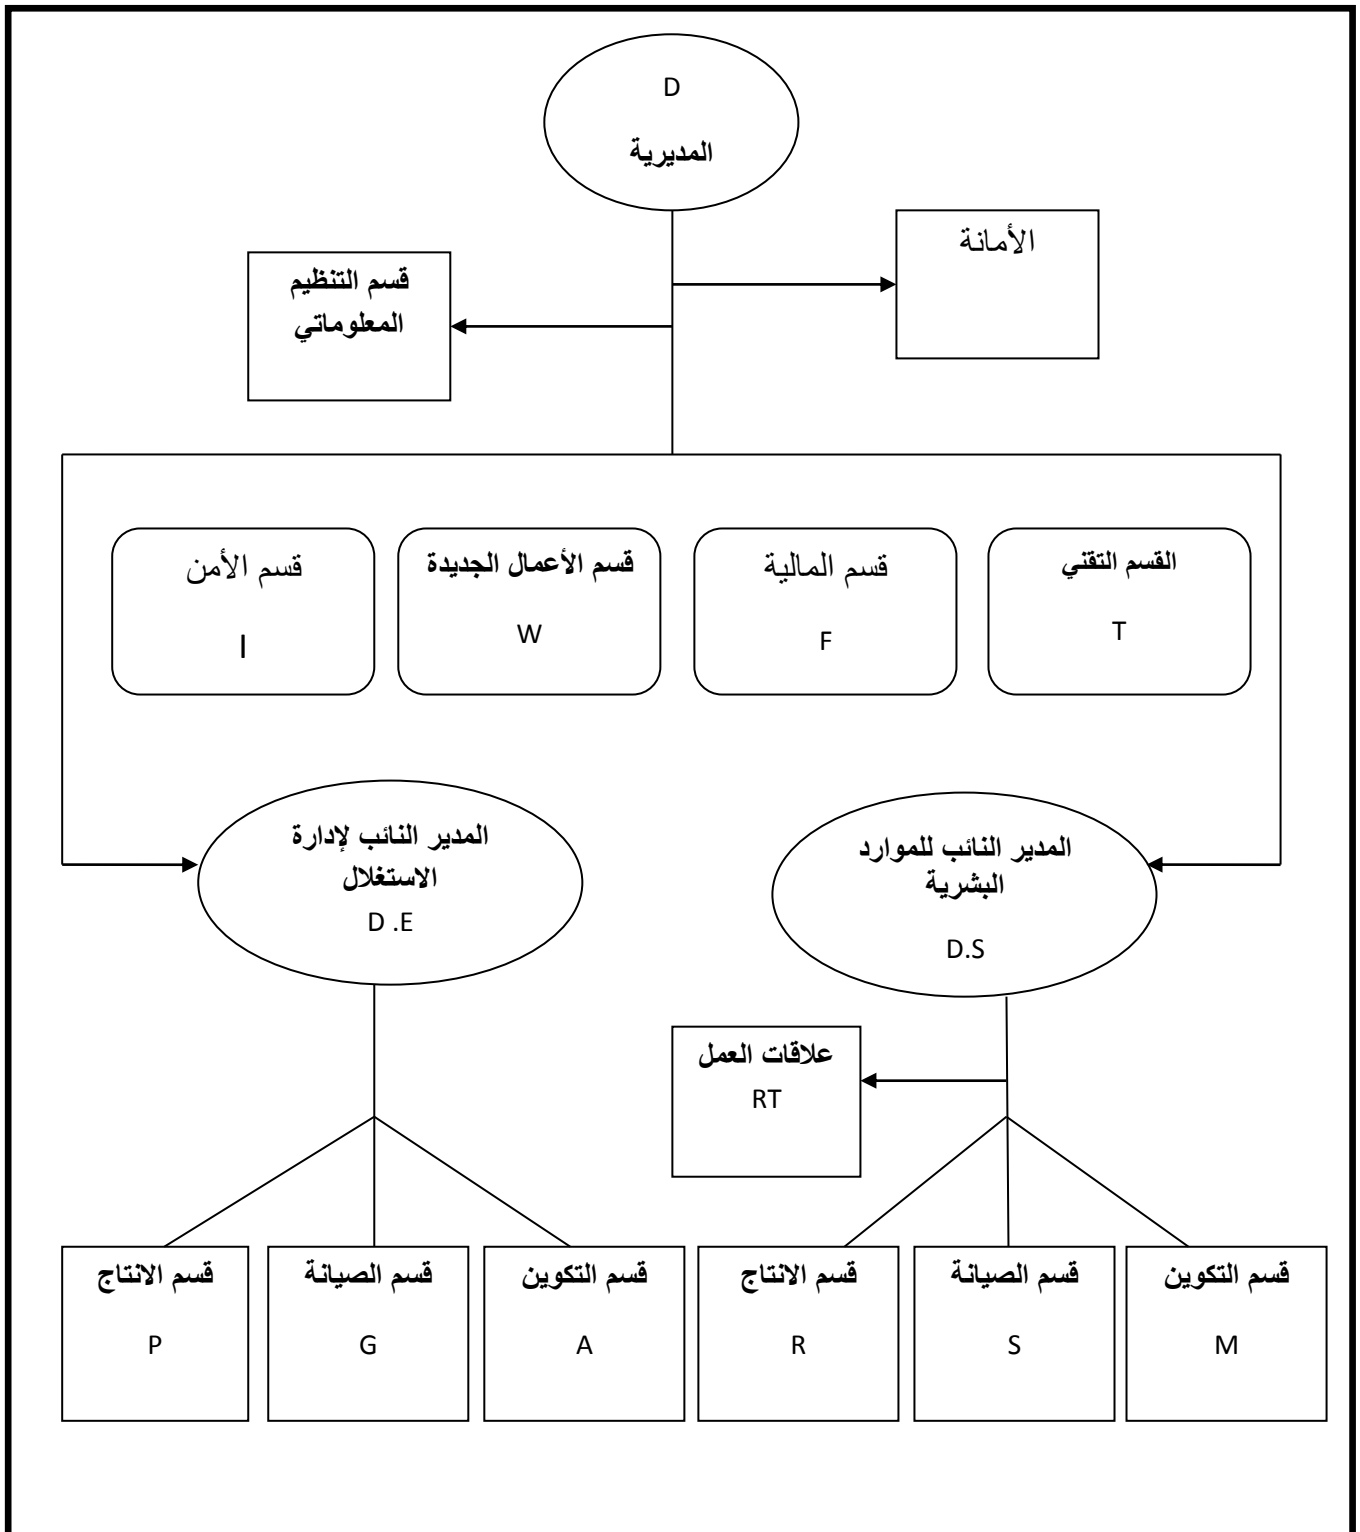 D
المديرية
الأمانة
قسم التنظيم
المعلوماتي
القسم التقني
T
قسم المالية
F
قسم الأعمال الجديدة
W
قسم الأمن
I
المدير النائب للموارد
البشرية
D.S
المدير النائب لإدارة
الاستغلال
D .E
علاقات العمل
RT
قسم التكوين
M
قسم الصيانة
S
قسم الانتاج
R
قسم التكوين
A
قسم الصيانة
G
قسم الانتاج
P